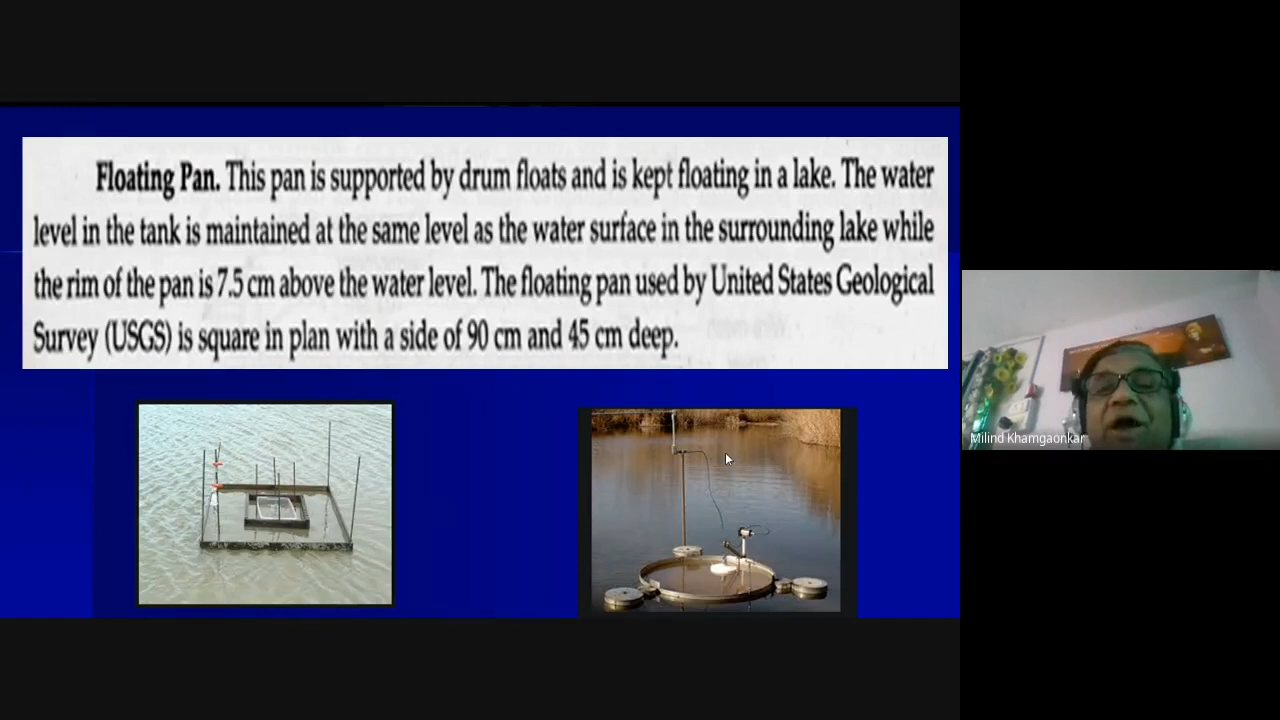 Floating Pan. This pan is supported by drum floats and is kept floating in a lake. The water
level in the tank is maintained at the same level as the water surface in the surrounding lake while
the rim of the pan is 7.5 cm above the water level. The floating pan used by United States Geological
Survey (USGS) is square in plan with a side of 90 cm and 45 cm deep.
Milind Khamgaonkar